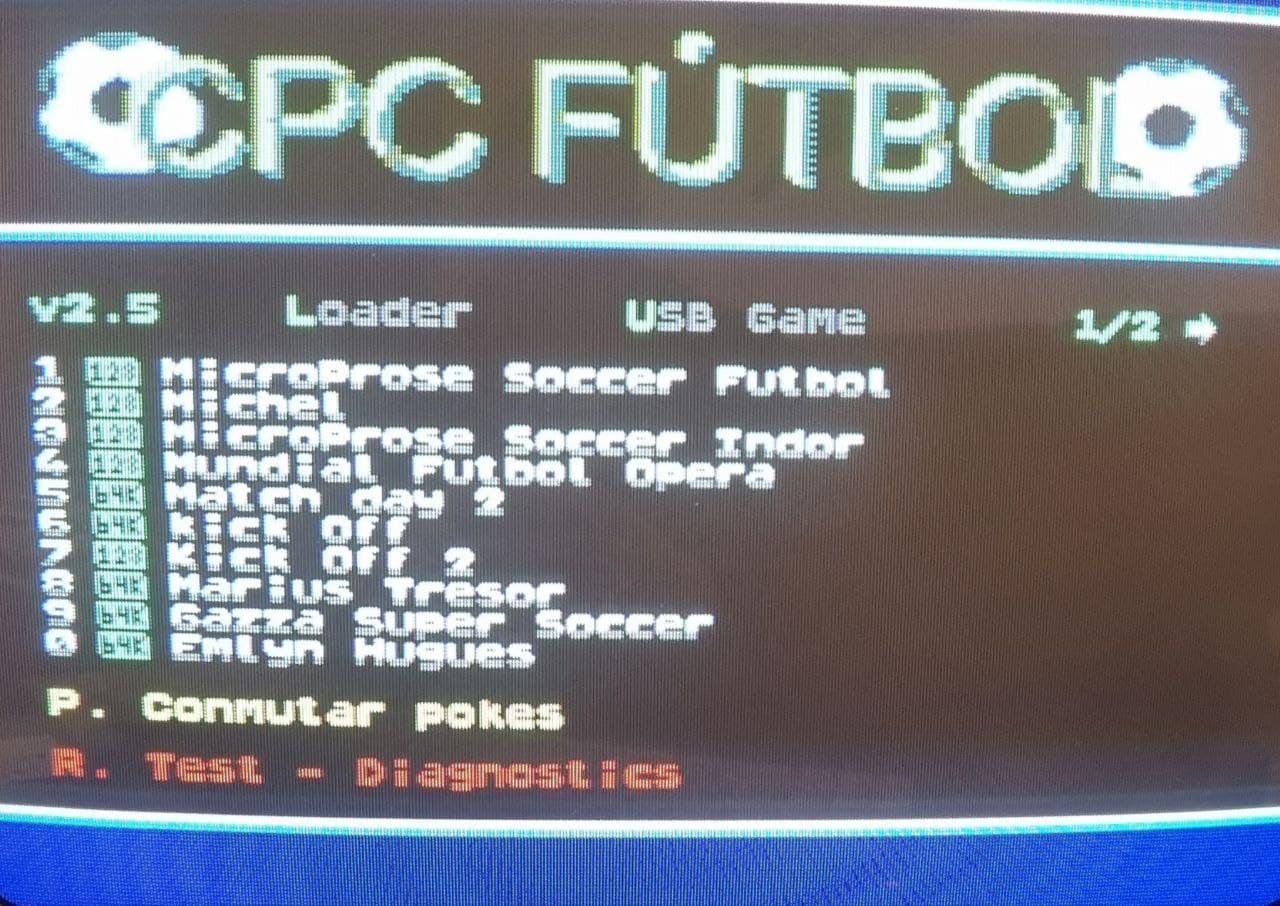 CPC FÚTBOL
v2.5 Loader USB Game 1/2 ➡
1 128 MicroProse Soccer Futbol
2 128 Michel
3 128 MicroProse Soccer Indor
4 128 Mundial Futbol Opera
5 64K Match day 2
6 64K kick Off
7 128 Kick Off 2
8 64K Marius Tresor
9 64K Gazza Super Soccer
0 64K Emlyn Hugues
P. Conmutar pokes
R. Test - Diagnostics